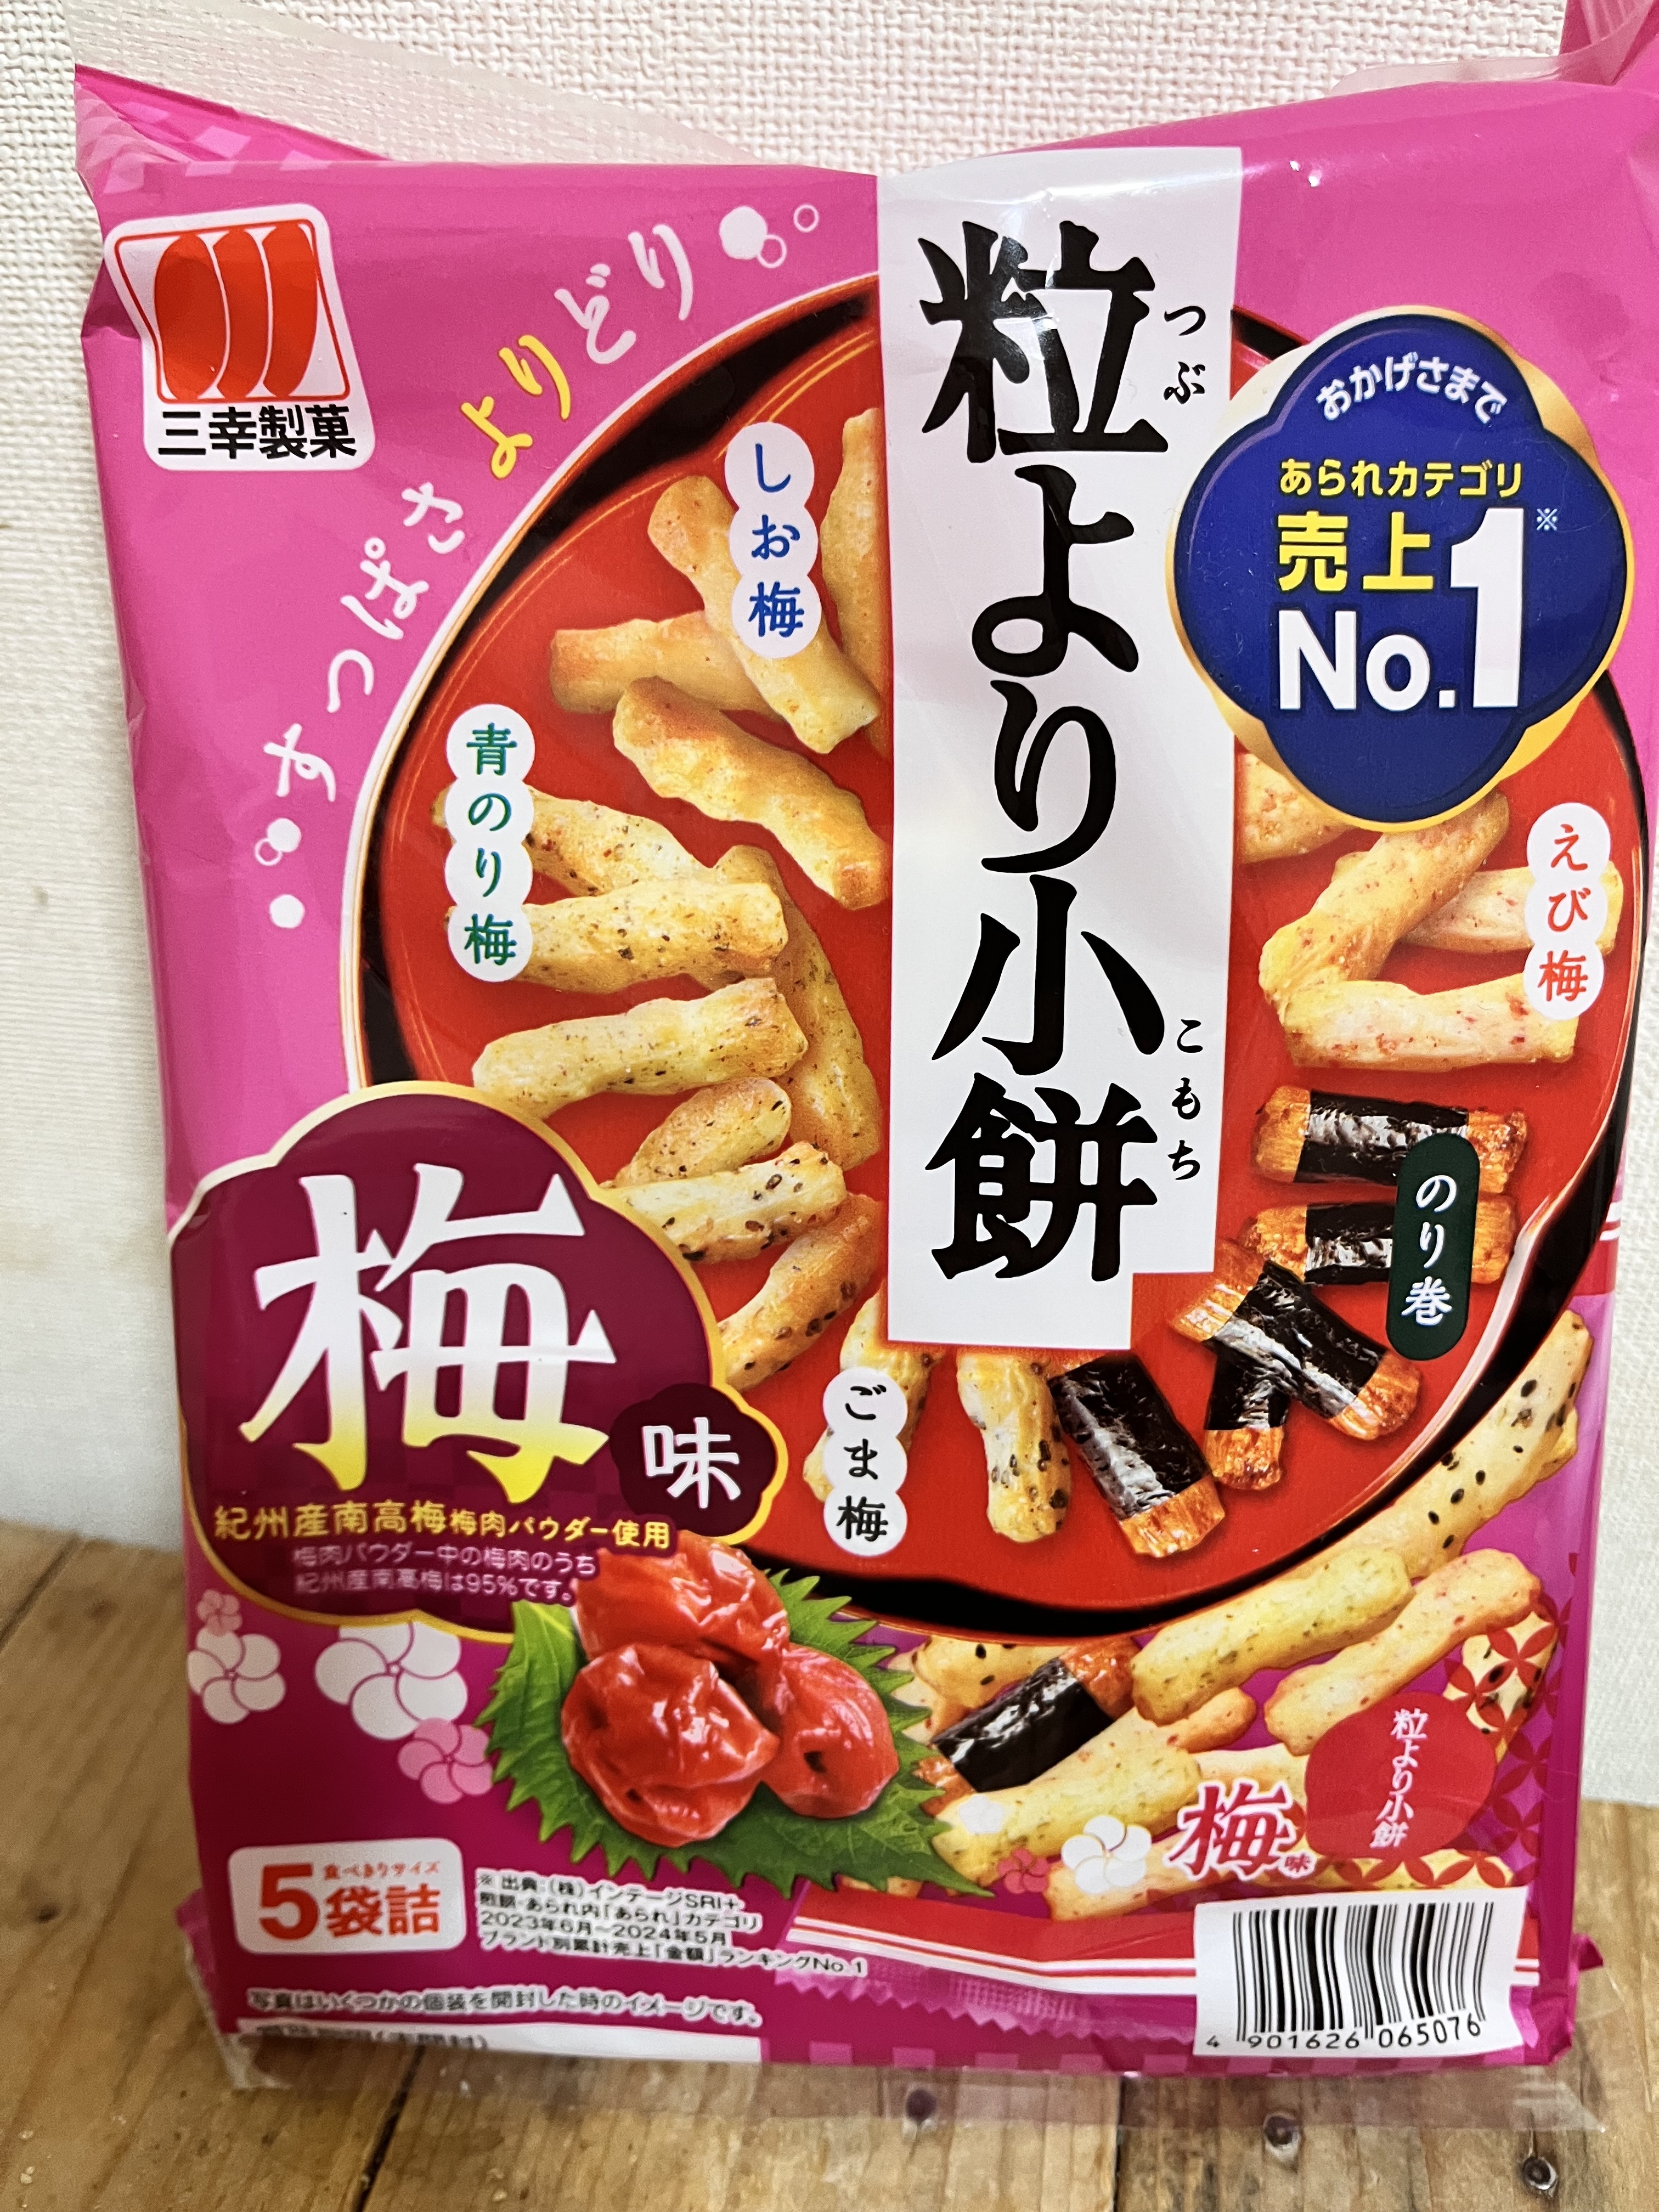 三幸製菓
すっぱさよりどり
粒より小餅
つぶ
こもち
おかげさまで
あられカテゴリ
売上
No.1※
しお梅
青のり梅
えび梅
のり巻
ごま梅
梅
味
紀州産南高梅梅肉パウダー使用
梅肉パウダー中の梅肉のうち
紀州産南高梅は95%です。
粒より小餅
梅味
食べきりサイズ
5袋詰
※出典:(株)インテージSRI+
煎餅・あられ内「あられ」カテゴリ
2023年6月〜2024年5月
ブランド別累計売上「金額」ランキングNo.1
写真はいくつかの個装を開封した時のイメージです。
4 901626 065076